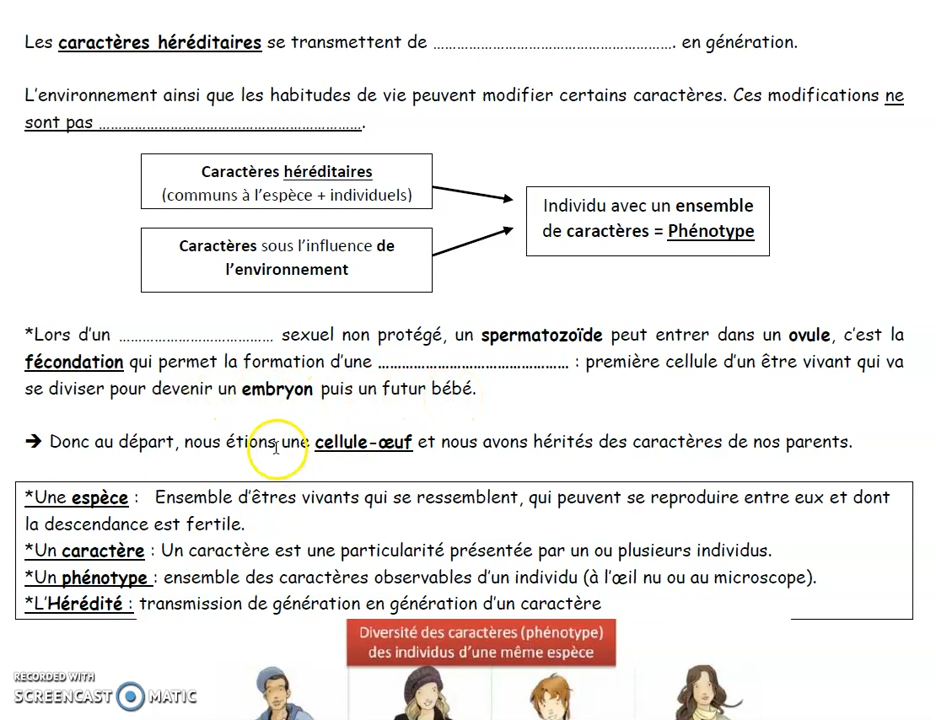 Les caractères héréditaires se transmettent de ………………………………………………………. en génération.
L’environnement ainsi que les habitudes de vie peuvent modifier certains caractères. Ces modifications ne
sont pas …………………………………………………………….
Caractères héréditaires
(communs à l’espèce + individuels)
Individu avec un ensemble
de caractères = Phénotype
Caractères sous l’influence de
l’environnement
*Lors d’un ………………………………… sexuel non protégé, un spermatozoïde peut entrer dans un ovule, c’est la
fécondation qui permet la formation d’une ………………………………………… : première cellule d’un être vivant qui va
se diviser pour devenir un embryon puis un futur bébé.
➔ Donc au départ, nous étions une cellule-œuf et nous avons hérités des caractères de nos parents.
*Une espèce : Ensemble d’êtres vivants qui se ressemblent, qui peuvent se reproduire entre eux et dont
la descendance est fertile.
*Un caractère : Un caractère est une particularité présentée par un ou plusieurs individus.
*Un phénotype : ensemble des caractères observables d’un individu (à l’œil nu ou au microscope).
*L’Hérédité : transmission de génération en génération d’un caractère
Diversité des caractères (phénotype)
des individus d’une même espèce
RECORDED WITH
SCREENCAST MATIC